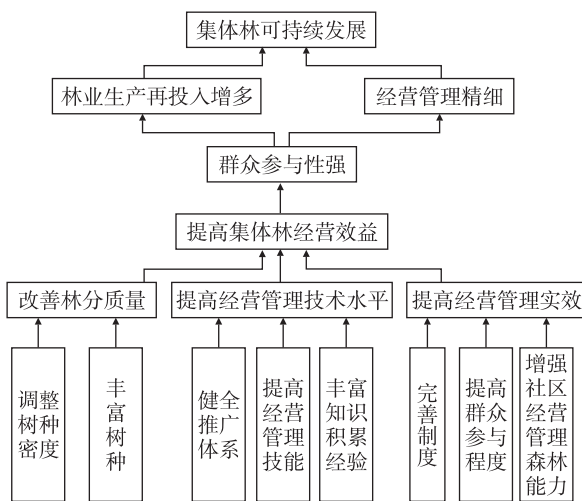 集体林可持续发展
林业生产再投入增多
经营管理精细
群众参与性强
提高集体林经营效益
改善林分质量
提高经营管理技术水平
提高经营管理实效
调整
树种
密度
丰
富
树
种
健全
推广
体系
提高
经营
管理
技能
丰富
知识
积累
经验
完
善
制
度
提高
群众
参与
程度
增强
社区
经营
管理
森林
能力